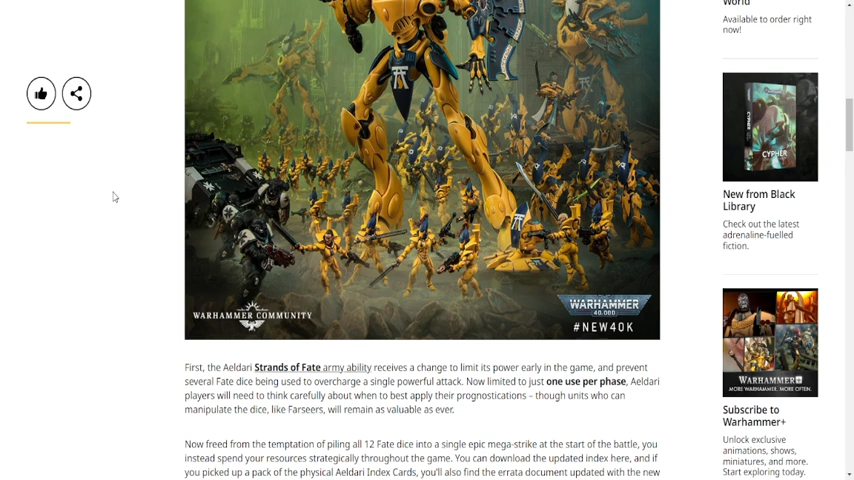 World
Available to order right
now!
CYPHER
New from Black
Library
Check out the latest
adrenaline-fuelled
fiction.
WARHAMMER COMMUNITY
WARHAMMER
40,000
#NEW40K
WARHAMMER+
MORE WARHAMMER. MORE OFTEN.
Subscribe to
Warhammer+
Unlock exclusive
animations, shows,
miniatures, and more.
Start exploring today.
First, the Aeldari Strands of Fate army ability receives a change to limit its power early in the game, and prevent
several Fate dice being used to overcharge a single powerful attack. Now limited to just one use per phase, Aeldari
players will need to think carefully about when to best apply their prognostications – though units who can
manipulate the dice, like Farseers, will remain as valuable as ever.
Now freed from the temptation of piling all 12 Fate dice into a single epic mega-strike at the start of the battle, you
instead spend your resources strategically throughout the game. You can download the updated index here, and if
you picked up a pack of the physical Aeldari Index Cards, you'll also find the errata document updated with the new